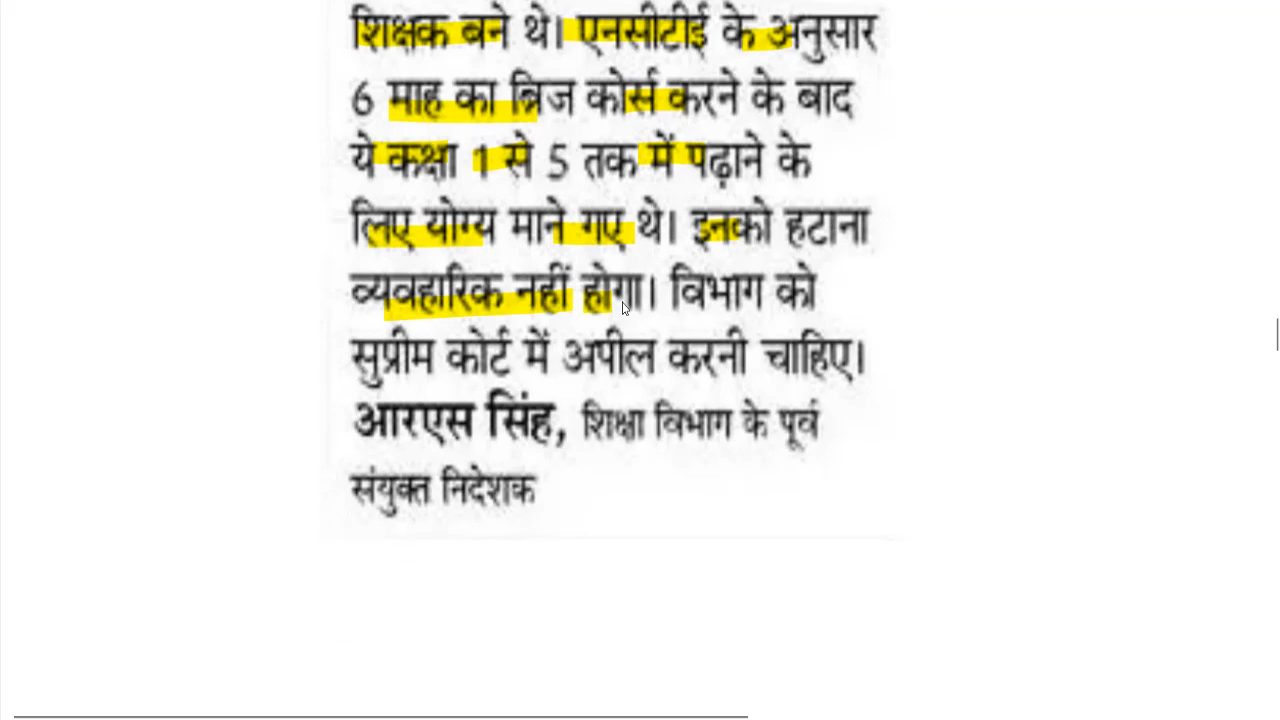 शिक्षक बने थे। एनसीटीई के अनुसार
6 माह का ब्रिज कोर्स करने के बाद
ये कक्षा 1 से 5 तक में पढ़ाने के
लिए योग्य माने गए थे। इनको हटाना
व्यवहारिक नहीं होगा। विभाग को
सुप्रीम कोर्ट में अपील करनी चाहिए।
आरएस सिंह, शिक्षा विभाग के पूर्व
संयुक्त निदेशक